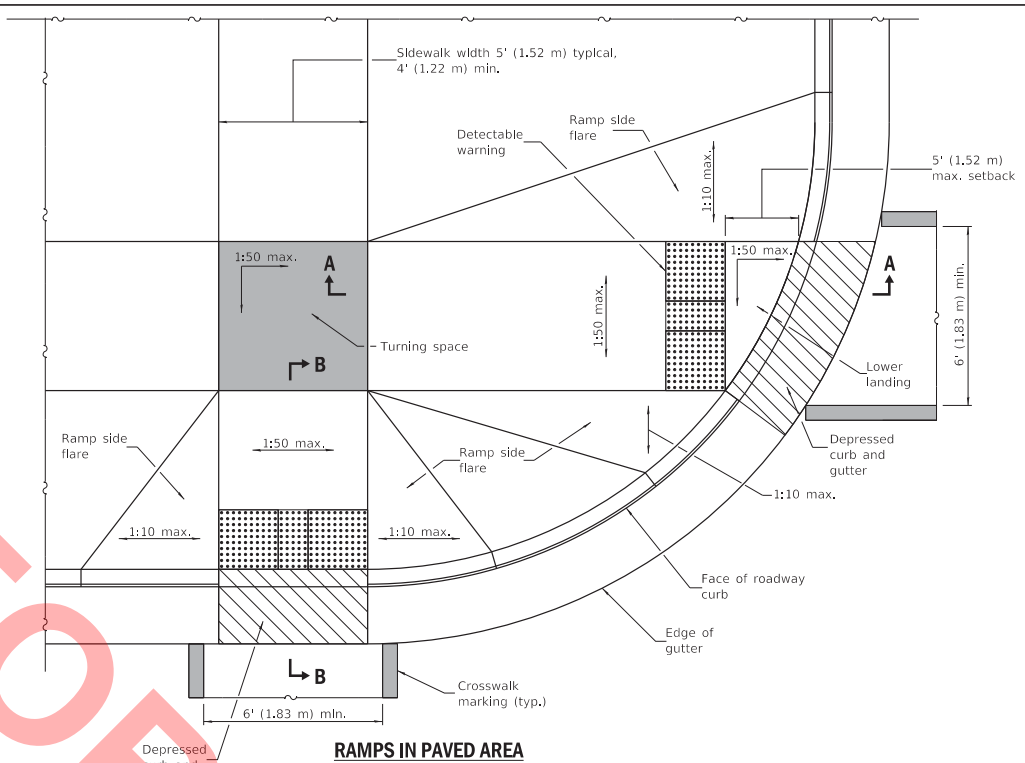 Sidewalk width 5' (1.52 m) typical,
4' (1.22 m) min.
Detectable
warning
Ramp side
flare
1:10 max.
5' (1.52 m)
max. setback
1:50 max.
A
1:50 max.
1:50 max.
A
B
Turning space
6' (1.83 m) min.
Lower
landing
Ramp side
flare
1:50 max.
Ramp side
flare
Depressed
curb and
gutter
1:10 max.
1:10 max.
1:10 max.
Face of roadway
curb
Edge of
gutter
B
Crosswalk
marking (typ.)
6' (1.83 m) min.
Depressed
RAMPS IN PAVED AREA